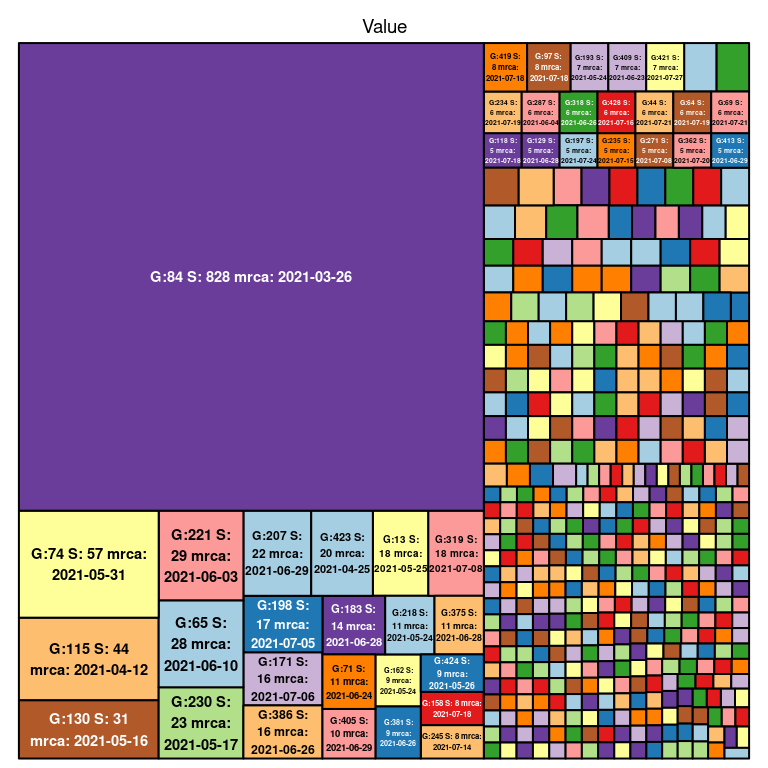 Value
G:84 S: 828 mrca: 2021-03-26
G:74 S: 57 mrca:
2021-05-31
G:115 S: 44
mrca: 2021-04-12
G:130 S: 31
mrca: 2021-05-16
G:221 S:
29 mrca:
2021-06-03
G:65 S:
28 mrca:
2021-06-10
G:230 S:
23 mrca:
2021-05-17
G:207 S:
22 mrca:
2021-06-29
G:423 S:
20 mrca:
2021-04-25
G:13 S:
18 mrca:
2021-05-25
G:319 S:
18 mrca:
2021-07-08
G:198 S:
17 mrca:
2021-07-05
G:171 S:
16 mrca:
2021-07-06
G:386 S:
16 mrca:
2021-06-26
G:183 S:
14 mrca:
2021-06-28
G:218 S:
11 mrca:
2021-05-24
G:375 S:
11 mrca:
2021-06-28
G:71 S:
11 mrca:
2021-06-24
G:405 S:
10 mrca:
2021-06-29
G:162 S:
9 mrca:
2021-05-24
G:381 S:
9 mrca:
2021-06-26
G:424 S:
9 mrca:
2021-05-26
G:158 S: 8 mrca:
2021-07-18
G:245 S: 8 mrca:
2021-07-14
G:419 S:
8 mrca:
2021-07-18
G:97 S:
8 mrca:
2021-07-18
G:193 S:
7 mrca:
2021-05-24
G:409 S:
7 mrca:
2021-06-23
G:421 S:
7 mrca:
2021-07-27
G:234 S:
6 mrca:
2021-07-19
G:287 S:
6 mrca:
2021-06-04
G:318 S:
6 mrca:
2021-06-26
G:428 S:
6 mrca:
2021-07-16
G:44 S:
6 mrca:
2021-07-21
G:64 S:
6 mrca:
2021-07-19
G:69 S:
6 mrca:
2021-07-21
G:118 S:
5 mrca:
2021-07-18
G:129 S:
5 mrca:
2021-06-28
G:197 S:
5 mrca:
2021-07-24
G:235 S:
5 mrca:
2021-07-15
G:271 S:
5 mrca:
2021-07-08
G:362 S:
5 mrca:
2021-07-20
G:413 S:
5 mrca:
2021-06-29